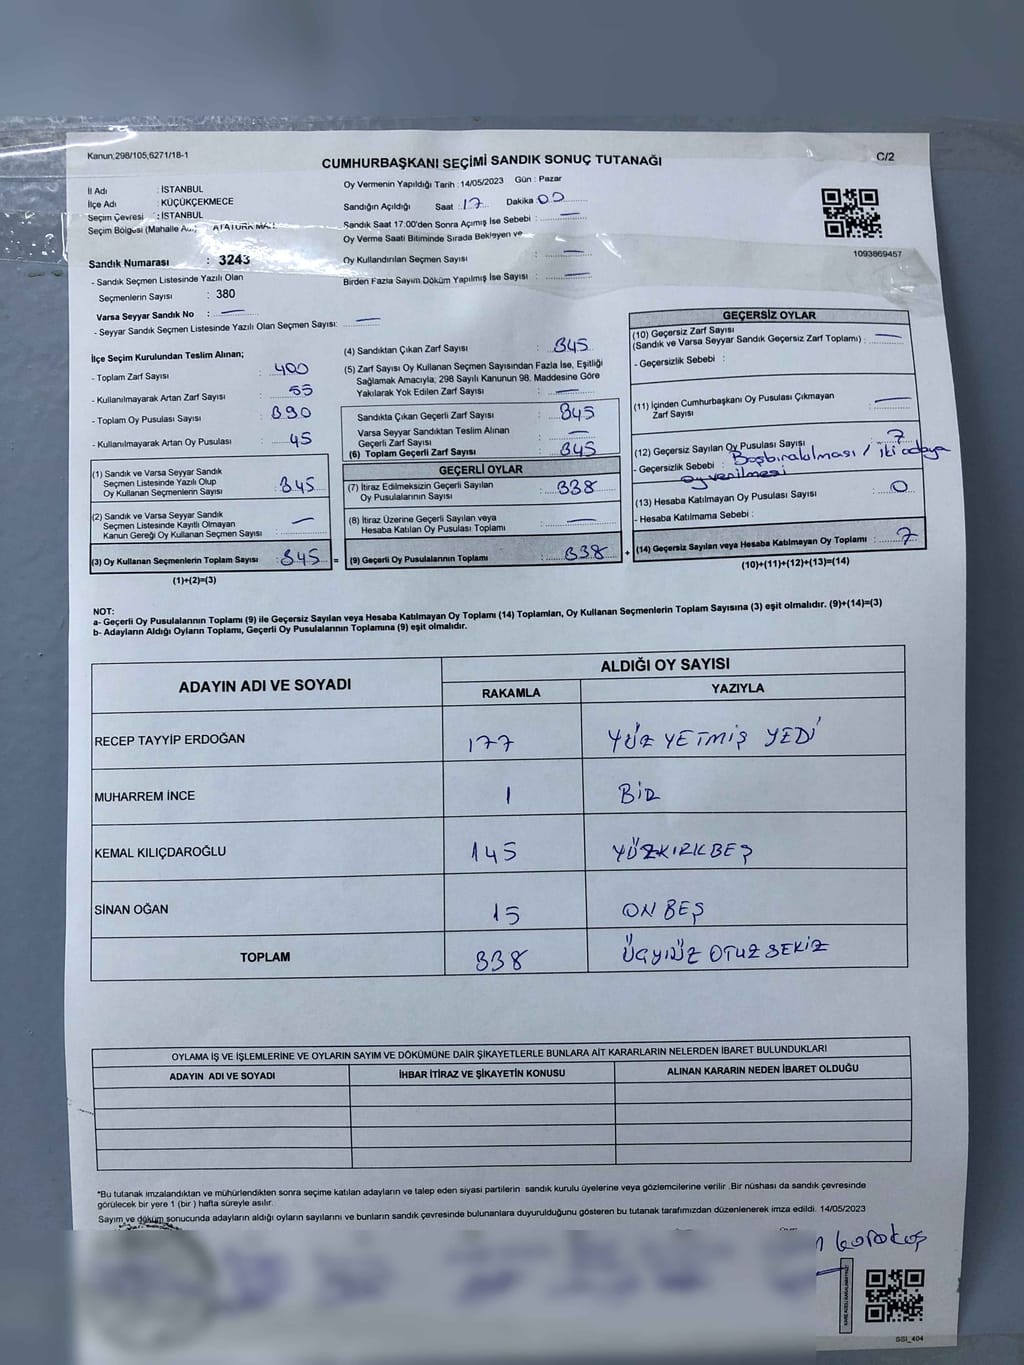 Kanun,298/105,6271/18-1
CUMHURBAŞKANI SEÇİMİ SANDIK SONUÇ TUTANAĞI
C/2
İl Adı : İSTANBUL
İlçe Adı : KÜÇÜKÇEKMECE
Seçim Çevresi : İSTANBUL
Seçim Bölgesi (Mahalle A ATATÜRK MA
Sandık Numarası : 3243
- Sandık Seçmen Listesinde Yazılı Olan
Seçmenlerin Sayısı : 380
Varsa Seyyar Sandık No : —
- Seyyar Sandık Seçmen Listesinde Yazılı Olan Seçmen Sayısı: —
Oy Vermenin Yapıldığı Tarih : 14/05/2023 Gün : Pazar
Sandığın Açıldığı Saat : 17 Dakika 00
Sandık Saat 17:00'den Sonra Açımış İse Sebebi : —
Oy Verme Saati Bitiminde Sırada Bekleyen ve
Oy Kullandırılan Seçmen Sayısı : —
Birden Fazla Sayım Döküm Yapılmış İse Sayısı : —
1093869457
İlçe Seçim Kurulundan Teslim Alınan;
- Toplam Zarf Sayısı : 400
- Kullanılmayarak Artan Zarf Sayısı : 55
- Toplam Oy Pusulası Sayısı : 390
- Kullanılmayarak Artan Oy Pusulası : 45
(1) Sandık ve Varsa Seyyar Sandık
Seçmen Listesinde Yazılı Olup
Oy Kullanan Seçmenlerin Sayısı : 345
(2) Sandık ve Varsa Seyyar Sandık
Seçmen Listesinde Kayıtlı Olmayan
Kanun Gereği Oy Kullanan Seçmen Sayısı : —
(3) Oy Kullanan Seçmenlerin Toplam Sayısı : 345 =
(1)+(2)=(3)
(4) Sandıktan Çıkan Zarf Sayısı : 345
(5) Zarf Sayısı Oy Kullanan Seçmen Sayısından Fazla İse, Eşitliği
Sağlamak Amacıyla; 298 Sayılı Kanunun 98. Maddesine Göre
Yakılarak Yok Edilen Zarf Sayısı : —
Sandıkta Çıkan Geçerli Zarf Sayısı : 345
Varsa Seyyar Sandıktan Teslim Alınan
Geçerli Zarf Sayısı : —
(6) Toplam Geçerli Zarf Sayısı : 345
GEÇERLİ OYLAR
(7) İtiraz Edilmeksizin Geçerli Sayılan
Oy Pusulalarının Sayısı : 338
(8) İtiraz Üzerine Geçerli Sayılan veya
Hesaba Katılan Oy Pusulası Toplamı : —
(9) Geçerli Oy Pusulalarının Toplamı : 338 +
GEÇERSİZ OYLAR
(10) Geçersiz Zarf Sayısı
(Sandık ve Varsa Seyyar Sandık Geçersiz Zarf Toplamı) : —
- Geçersizlik Sebebi :
(11) İçinden Cumhurbaşkanı Oy Pusulası Çıkmayan
Zarf Sayısı : —
(12) Geçersiz Sayılan Oy Pusulası Sayısı : 7
- Geçersizlik Sebebi : Boşbırakılması / iki adaya
oy verilmesi
(13) Hesaba Katılmayan Oy Pusulası Sayısı : 0
- Hesaba Katılmama Sebebi :
(14) Geçersiz Sayılan veya Hesaba Katılmayan Oy Toplamı : 7
(10)+(11)+(12)+(13)=(14)
NOT:
a- Geçerli Oy Pusulalarının Toplamı (9) ile Geçersiz Sayılan veya Hesaba Katılmayan Oy Toplamı (14) Toplamları, Oy Kullanan Seçmenlerin Toplam Sayısına (3) eşit olmalıdır. (9)+(14)=(3)
b- Adayların Aldığı Oyların Toplamı, Geçerli Oy Pusulalarının Toplamına (9) eşit olmalıdır.
ADAYIN ADI VE SOYADI
ALDIĞI OY SAYISI
RAKAMLA YAZIYLA
RECEP TAYYİP ERDOĞAN 177 YÜZ YETMİŞ YEDİ
MUHARREM İNCE 1 BİR
KEMAL KILIÇDAROĞLU 145 YÜZKIRKBEŞ
SİNAN OĞAN 15 ON BEŞ
TOPLAM 338 ÜÇYÜZ OTUZ SEKİZ
OYLAMA İŞ VE İŞLEMLERİNE VE OYLARIN SAYIM VE DÖKÜMÜNE DAİR ŞİKAYETLERLE BUNLARA AİT KARARLARIN NELERDEN İBARET BULUNDUKLARI
ADAYIN ADI VE SOYADI İHBAR İTİRAZ VE ŞİKAYETİN KONUSU ALINAN KARARIN NEDEN İBARET OLDUĞU
*Bu tutanak imzalandıktan ve mühürlendikten sonra seçime katılan adayların ve talep eden siyasi partilerin sandık kurulu üyelerine veya gözlemcilerine verilir .Bir nüshası da sandık çevresinde
görülecek bir yere 1 (bir ) hafta süreyle asılır.
Sayım ve döküm sonucunda adayların aldığı oyların sayılarını ve bunların sandık çevresinde bulunanlara duyurulduğunu gösteren bu tutanak tarafımızdan düzenlenerek imza edildi. 14/05/2023
SSI_404